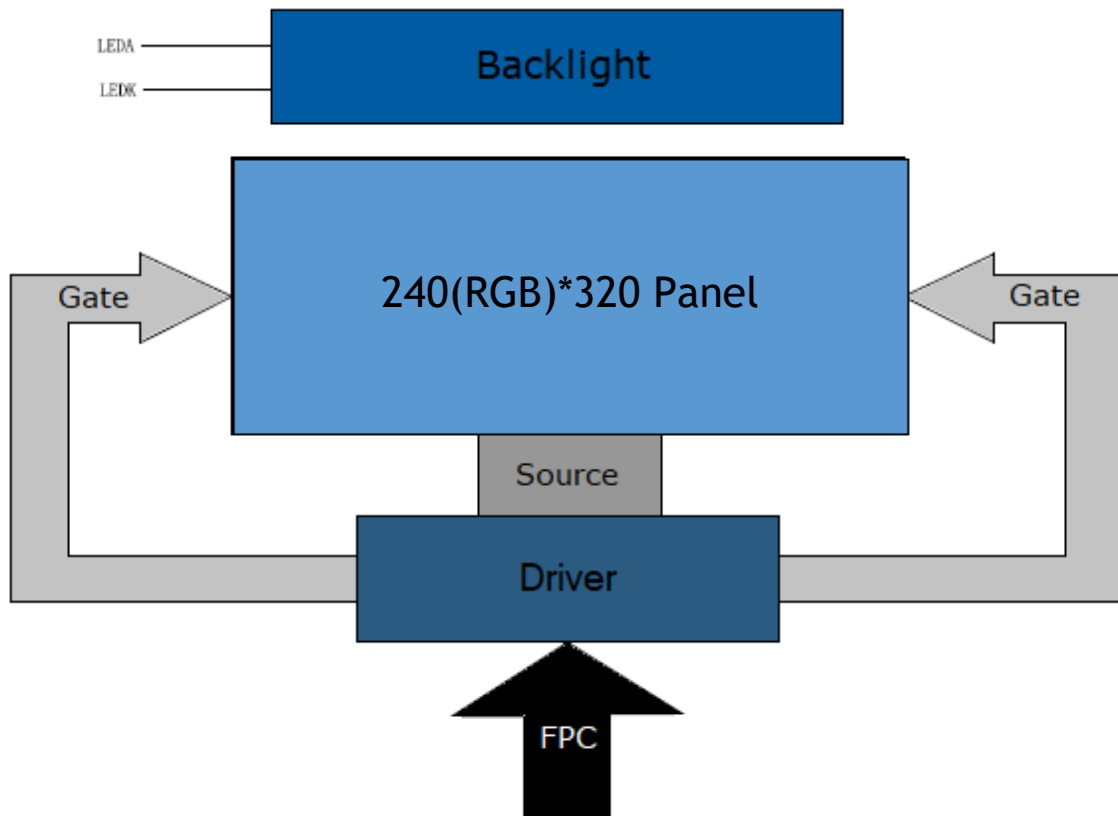 LEDA
LEDK
Backlight
240(RGB)*320 Panel
Gate
Gate
Source
Driver
FPC